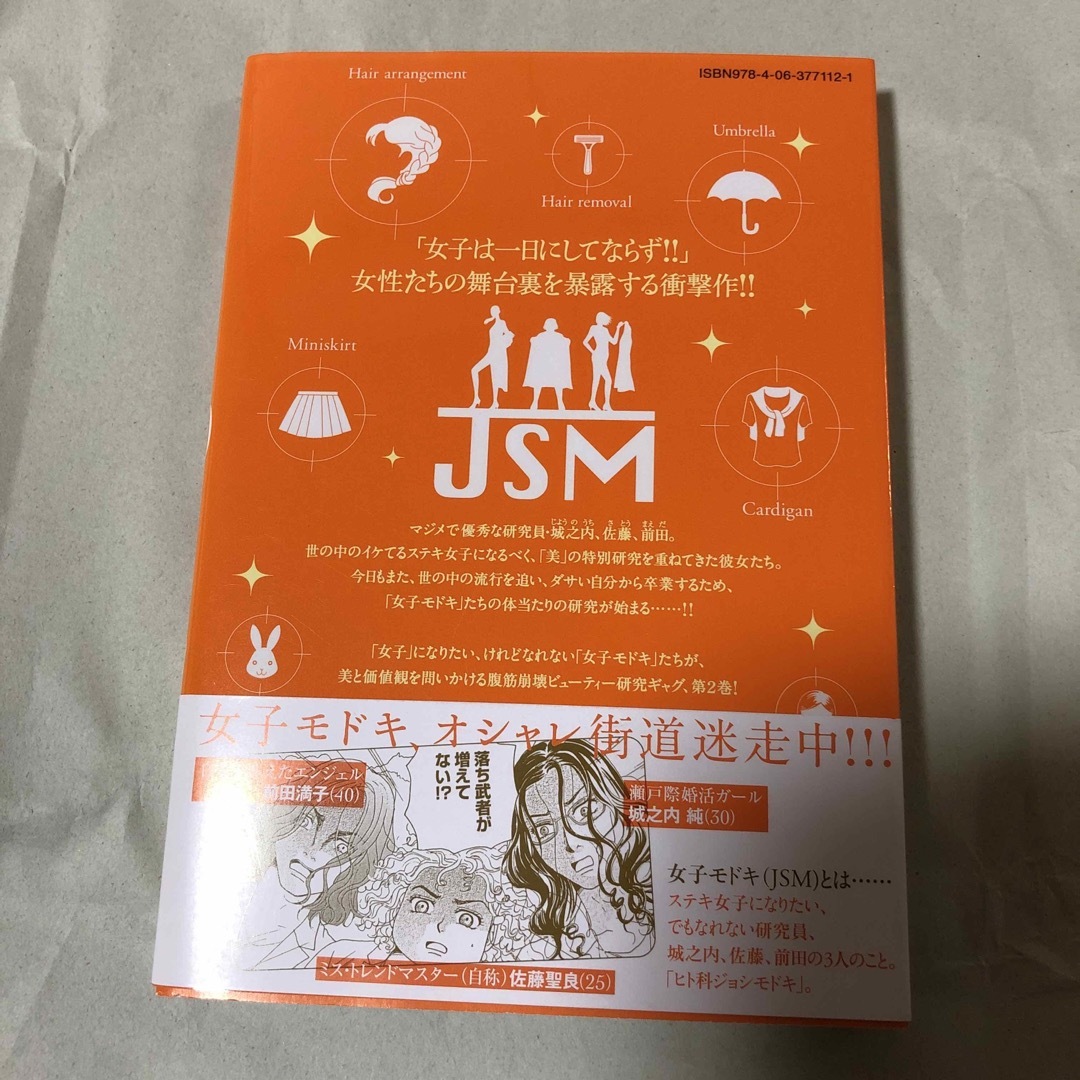 Hair arrangement
ISBN978-4-06-377112-1
Umbrella
Hair removal
「女子は一日にしてならず!!」
女性たちの舞台裏を暴露する衝撃作!!
Miniskirt
JSM
Cardigan
じょうのうち さとう まえだ
マジメで優秀な研究員・城之内、佐藤、前田。
世の中のイケてるステキ女子になるべく、「美」の特別研究を重ねてきた彼女たち。
今日もまた、世の中の流行を追い、ダサい自分から卒業するため、
「女子モドキ」たちの体当たりの研究が始まる……!!
「女子」になりたい、けれどなれない「女子モドキ」たちが、
美と価値観を問いかける腹筋崩壊ビューティー研究ギャグ、第2巻!
女子モドキ、オシャレ街道迷走中!!!
えたエンジェル
前田満子(40)
落ち武者が
増えて
ない!?
瀬戸際婚活ガール
城之内 純(30)
女子モドキ(JSM)とは……
ステキ女子になりたい、
でもなれない研究員、
城之内、佐藤、前田の3人のこと。
「ヒト科ジョシモドキ」。
ミス・トレンドマスター(自称)佐藤聖良(25)